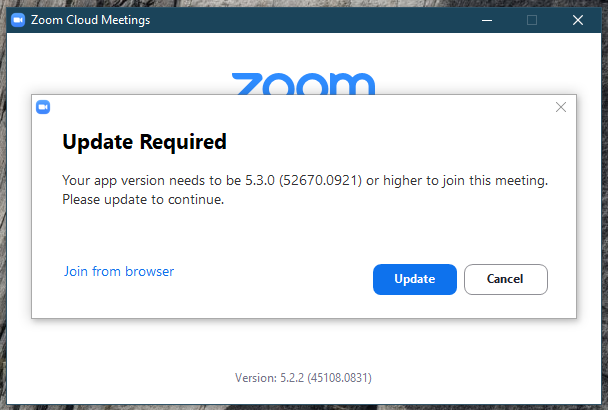 Zoom Cloud Meetings
zoom
Update Required
Your app version needs to be 5.3.0 (52670.0921) or higher to join this meeting.
Please update to continue.
Join from browser
Update
Cancel
Version: 5.2.2 (45108.0831)